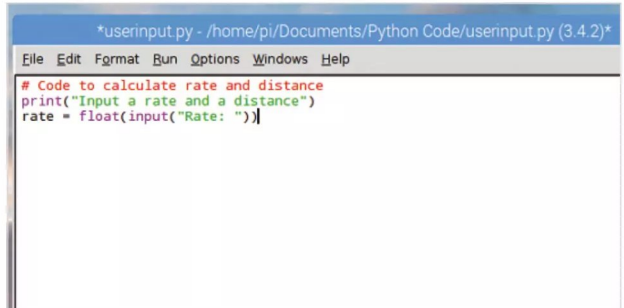 *userinput.py - /home/pi/Documents/Python Code/userinput.py (3.4.2)*
File Edit Format Run Options Windows Help
# Code to calculate rate and distance
print("Input a rate and a distance")
rate = float(input("Rate: "))